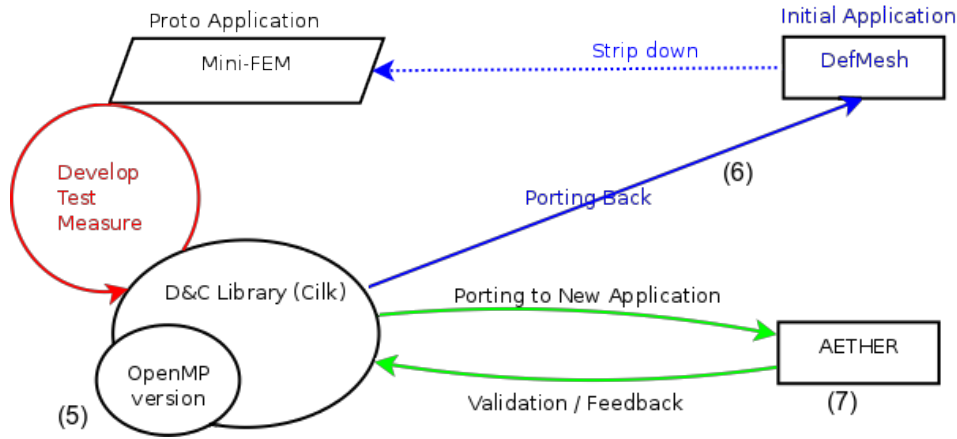 Proto Application
Initial Application
Mini-FEM
Strip down
DefMesh
Develop
Test
Measure
(6)
Porting Back
D&C Library (Cilk)
Porting to New Application
AETHER
OpenMP
version
(5)
Validation / Feedback
(7)